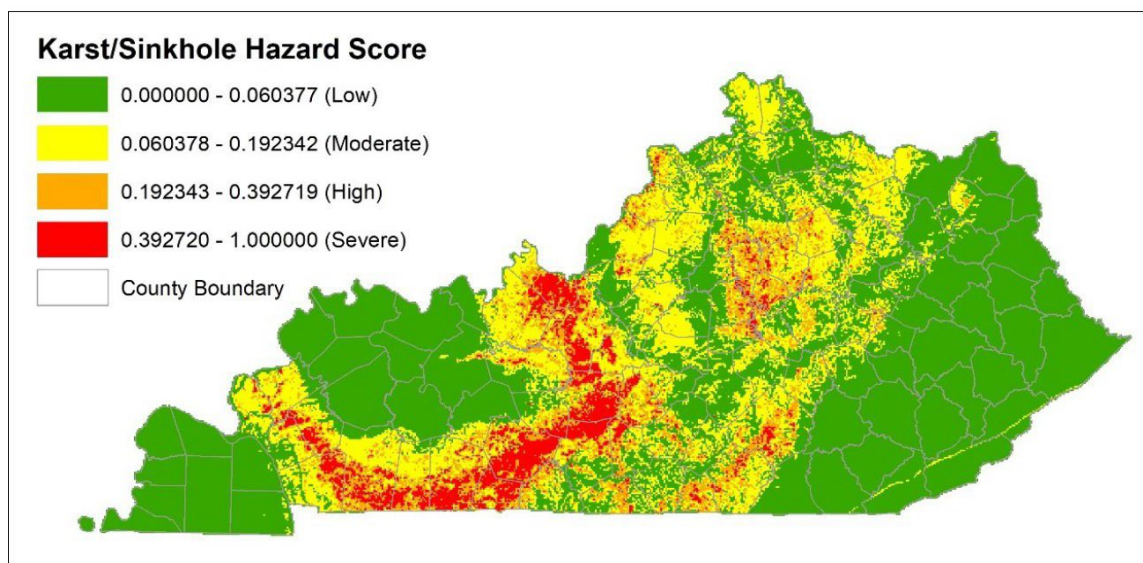 Karst/Sinkhole Hazard Score
0.000000 - 0.060377 (Low)
0.060378 - 0.192342 (Moderate)
0.192343 - 0.392719 (High)
0.392720 - 1.000000 (Severe)
County Boundary